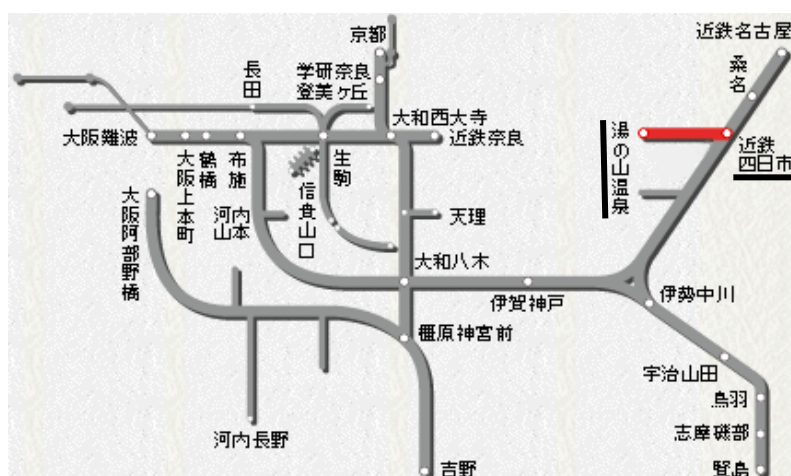 近鉄名古屋
京都
桑名
学研奈良
登美ヶ丘
長田
大和西大寺
湯の山温泉
近鉄
四日市
大阪難波
近鉄奈良
大阪上本町
鶴橋
布施
生駒
信貴山口
河内
山本
天理
大阪阿部野橋
大和八木
伊賀神戸
伊勢中川
橿原神宮前
宇治山田
鳥羽
志摩磯部
賢島
河内長野
吉野